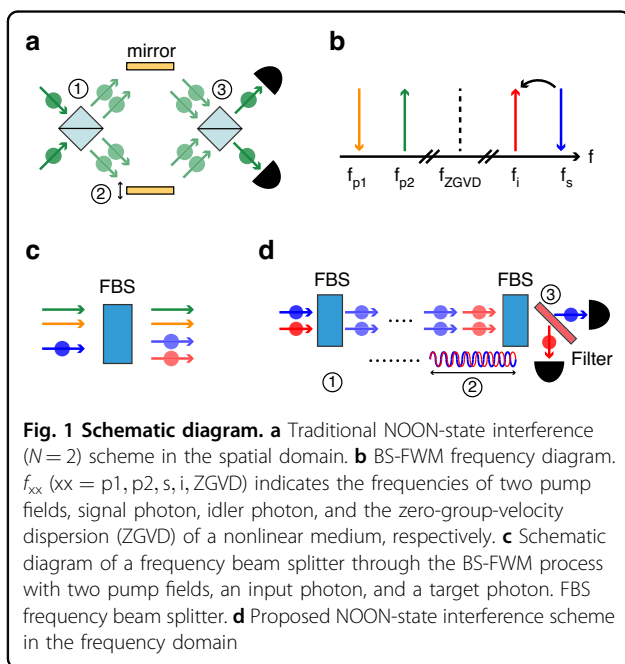 a
mirror
1
3
2
b
f
f_p1
f_p2
f_ZGVD
f_i
f_s
c
FBS
d
FBS
FBS
3
1
2
Filter
Fig. 1 Schematic diagram. a Traditional NOON-state interference
(N = 2) scheme in the spatial domain. b BS-FWM frequency diagram.
f_xx (xx = p1, p2, s, i, ZGVD) indicates the frequencies of two pump
fields, signal photon, idler photon, and the zero-group-velocity
dispersion (ZGVD) of a nonlinear medium, respectively. c Schematic
diagram of a frequency beam splitter through the BS-FWM process
with two pump fields, an input photon, and a target photon. FBS
frequency beam splitter. d Proposed NOON-state interference scheme
in the frequency domain